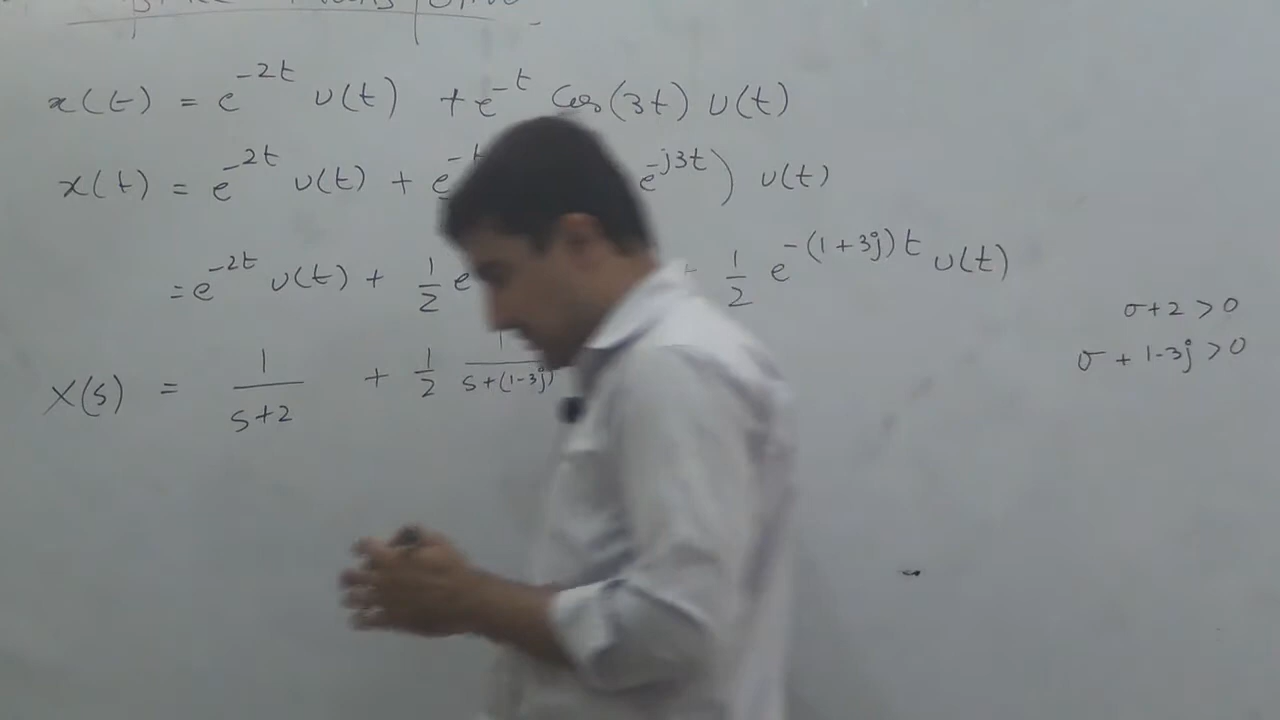 x(t) = e^{-2t} u(t) + e^{-t} Cos(3t) u(t)
x(t) = e^{-2t} u(t) + e^{-t} e^{-j3t}) u(t)
= e^{-2t} u(t) + 1/2 e 1/2 e^{-(1+3j)t} u(t)
σ+2 > 0
σ + 1-3j > 0
X(s) = 1/(s+2) + 1/2 1/(s+(1-3j))